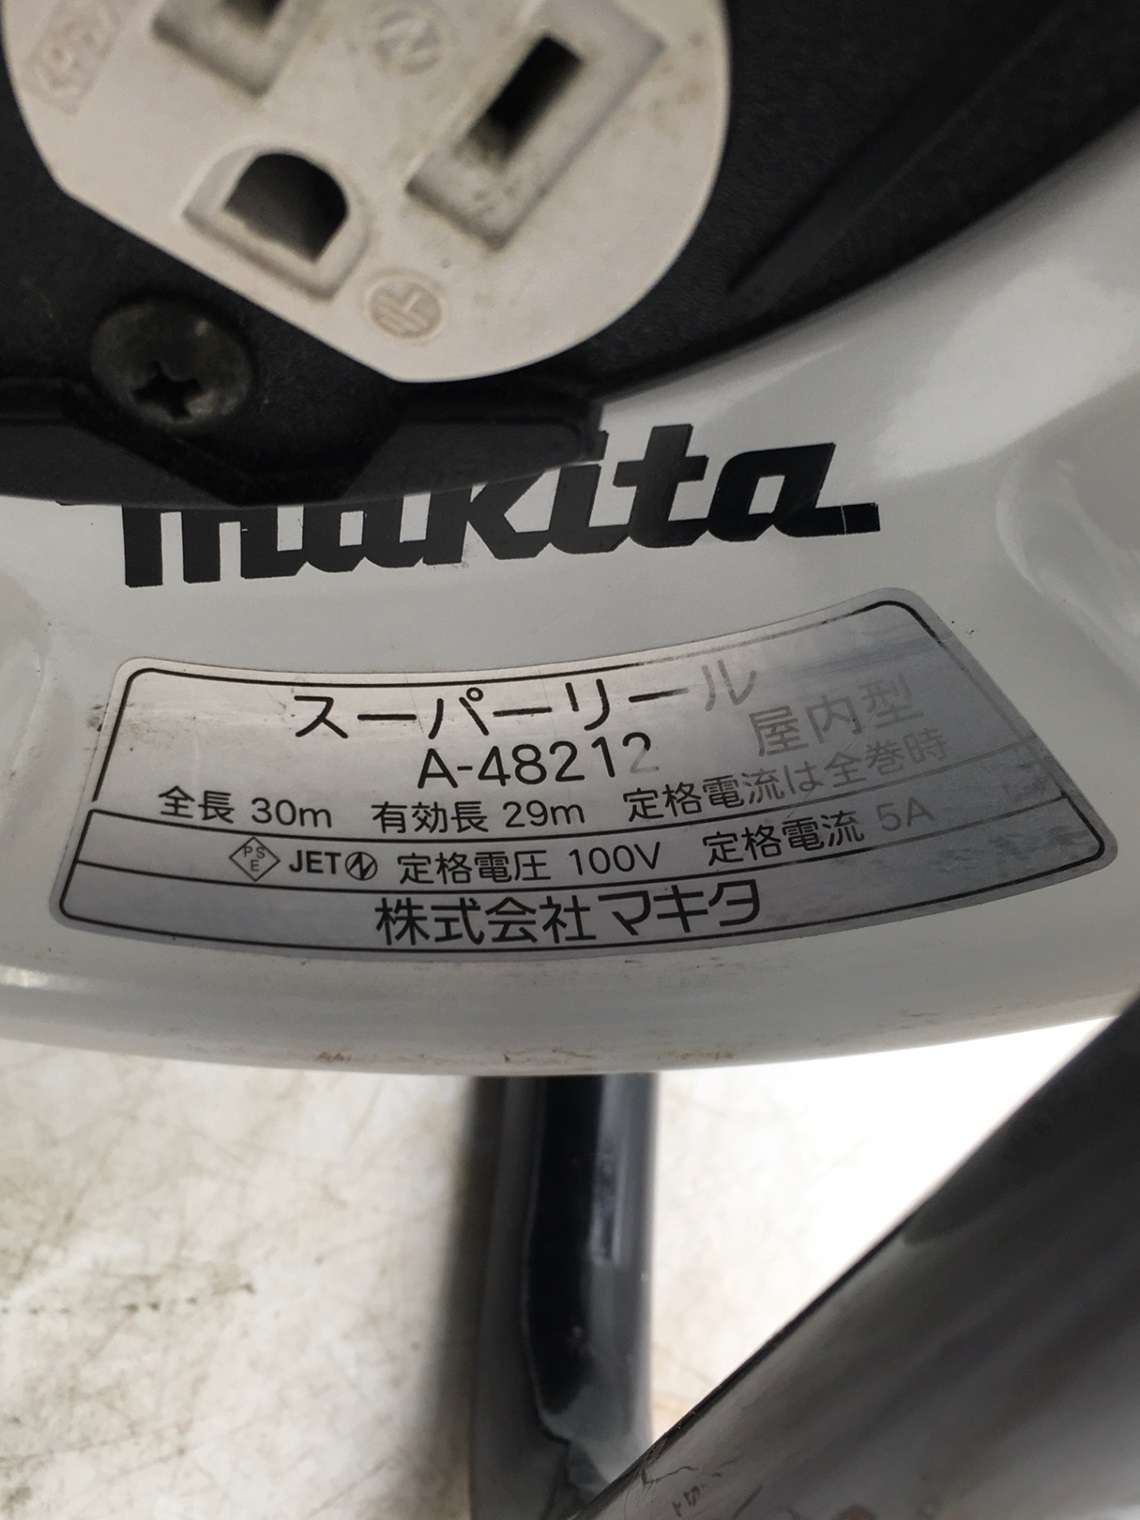 makita
スーパーリール
A-48212 屋内型
全長 30m 有効長 29m 定格電流は全巻時
PSE JET 定格電圧 100V 定格電流 5A
株式会社マキタ